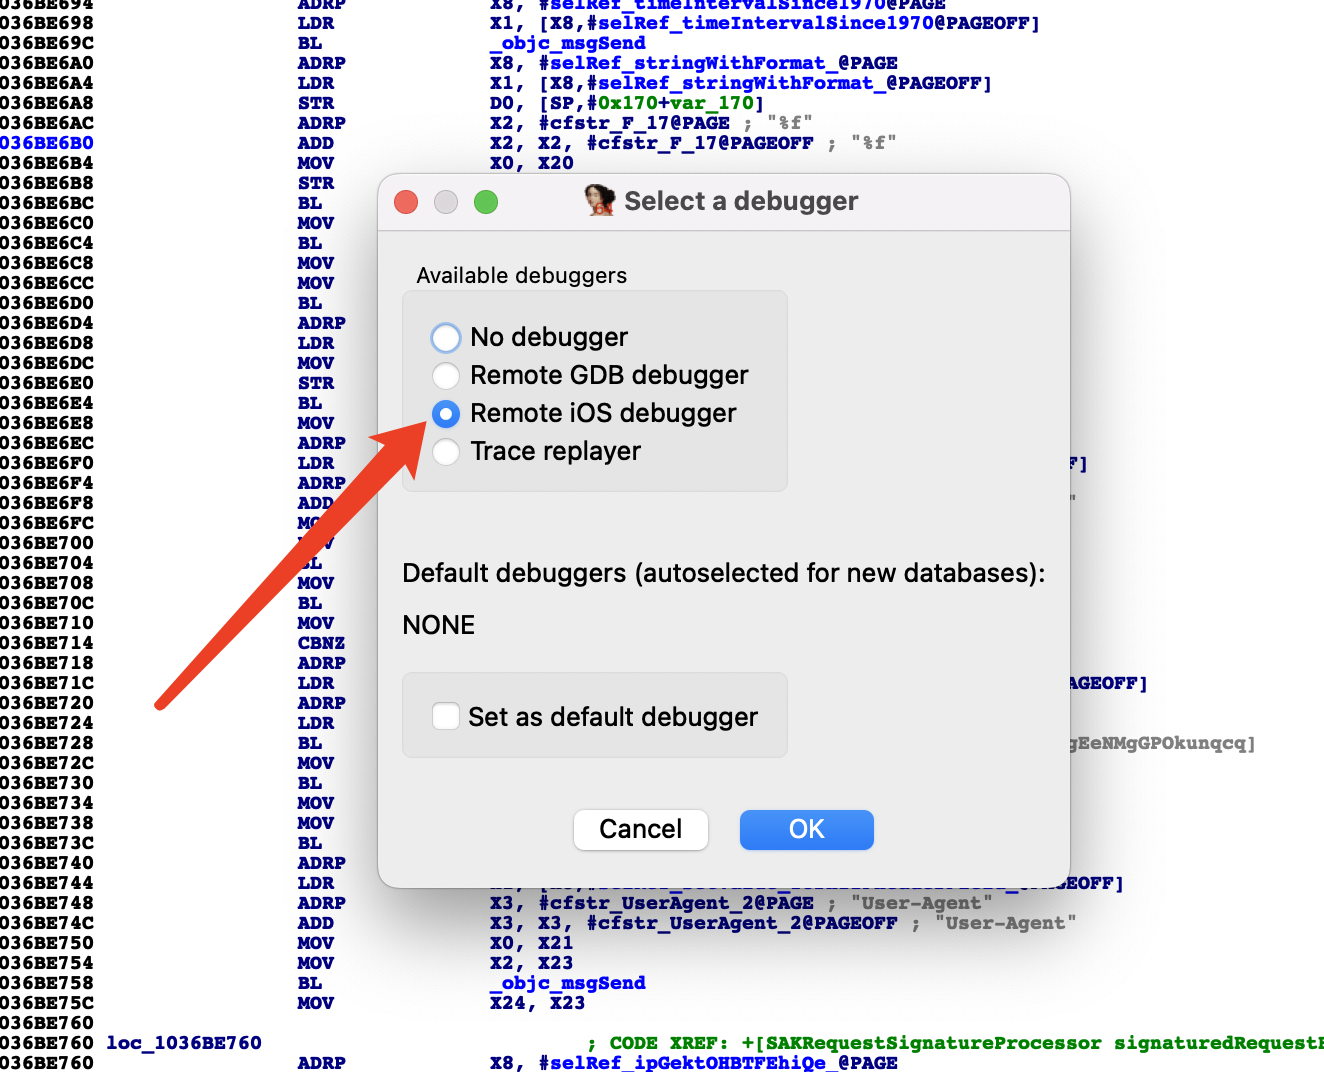 036BE694 ADRP X8, #selRef_timeIntervalSince1970@PAGE
036BE698 LDR X1, [X8,#selRef_timeIntervalSince1970@PAGEOFF]
036BE69C BL _objc_msgSend
036BE6A0 ADRP X8, #selRef_stringWithFormat_@PAGE
036BE6A4 LDR X1, [X8,#selRef_stringWithFormat_@PAGEOFF]
036BE6A8 STR D0, [SP,#0x170+var_170]
036BE6AC ADRP X2, #cfstr_F_17@PAGE ; "%f"
036BE6B0 ADD X2, X2, #cfstr_F_17@PAGEOFF ; "%f"
036BE6B4 MOV X0, X20
036BE6B8 STR
036BE6BC BL
036BE6C0 MOV
036BE6C4 BL
036BE6C8 MOV
036BE6CC MOV
036BE6D0 BL
036BE6D4 ADRP
036BE6D8 LDR
036BE6DC MOV
036BE6E0 STR
036BE6E4 BL
036BE6E8 MOV
036BE6EC ADRP
036BE6F0 LDR F]
036BE6F4 ADRP
036BE6F8 ADD "
036BE6FC MOV
036BE700 MOV
036BE704 BL
036BE708 MOV
036BE70C BL
036BE710 MOV
036BE714 CBNZ
036BE718 ADRP
036BE71C LDR AGEOFF]
036BE720 ADRP
036BE724 LDR
036BE728 BL gEeNMgGPOkunqcq]
036BE72C MOV
036BE730 BL
036BE734 MOV
036BE738 MOV
036BE73C BL
036BE740 ADRP
036BE744 LDR GEOFF]
036BE748 ADRP X3, #cfstr_UserAgent_2@PAGE ; "User-Agent"
036BE74C ADD X3, X3, #cfstr_UserAgent_2@PAGEOFF ; "User-Agent"
036BE750 MOV X0, X21
036BE754 MOV X2, X23
036BE758 BL _objc_msgSend
036BE75C MOV X24, X23
036BE760
036BE760 loc_1036BE760 ; CODE XREF: +[SAKRequestSignatureProcessor signaturedRequest
036BE760 ADRP X8, #selRef_ipGektOHBTFEhiQe_@PAGE
Select a debugger
Available debuggers
No debugger
Remote GDB debugger
Remote iOS debugger
Trace replayer
Default debuggers (autoselected for new databases):
NONE
Set as default debugger
Cancel
OK